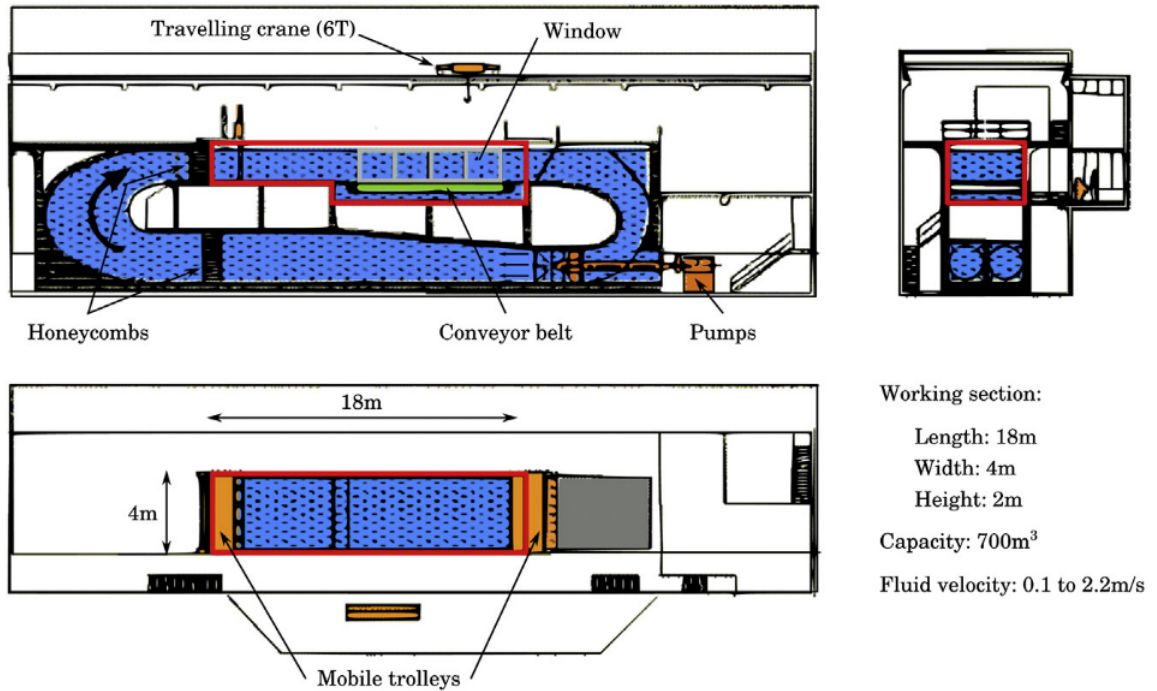 Travelling crane (6T)
Window
Honeycombs
Conveyor belt
Pumps
18m
4m
Mobile trolleys
Working section:
Length: 18m
Width: 4m
Height: 2m
Capacity: 700m³
Fluid velocity: 0.1 to 2.2m/s